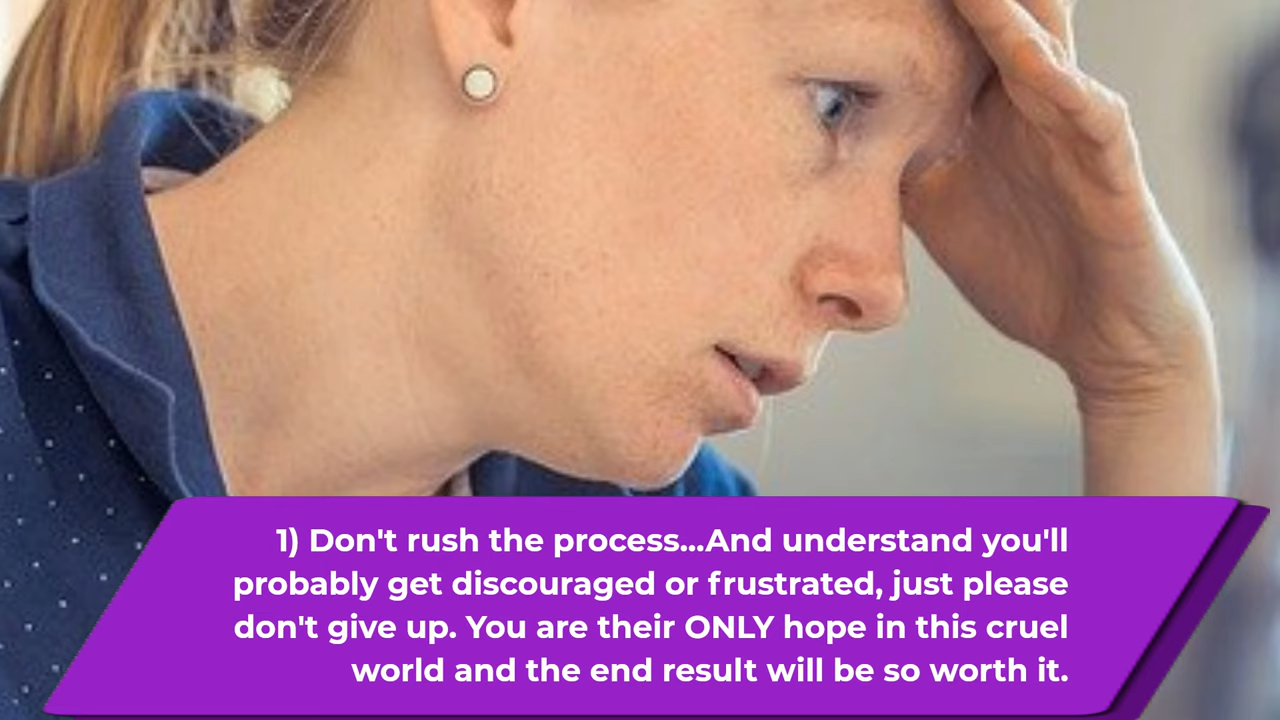 1) Don't rush the process...And understand you'll
probably get discouraged or frustrated, just please
don't give up. You are their ONLY hope in this cruel
world and the end result will be so worth it.